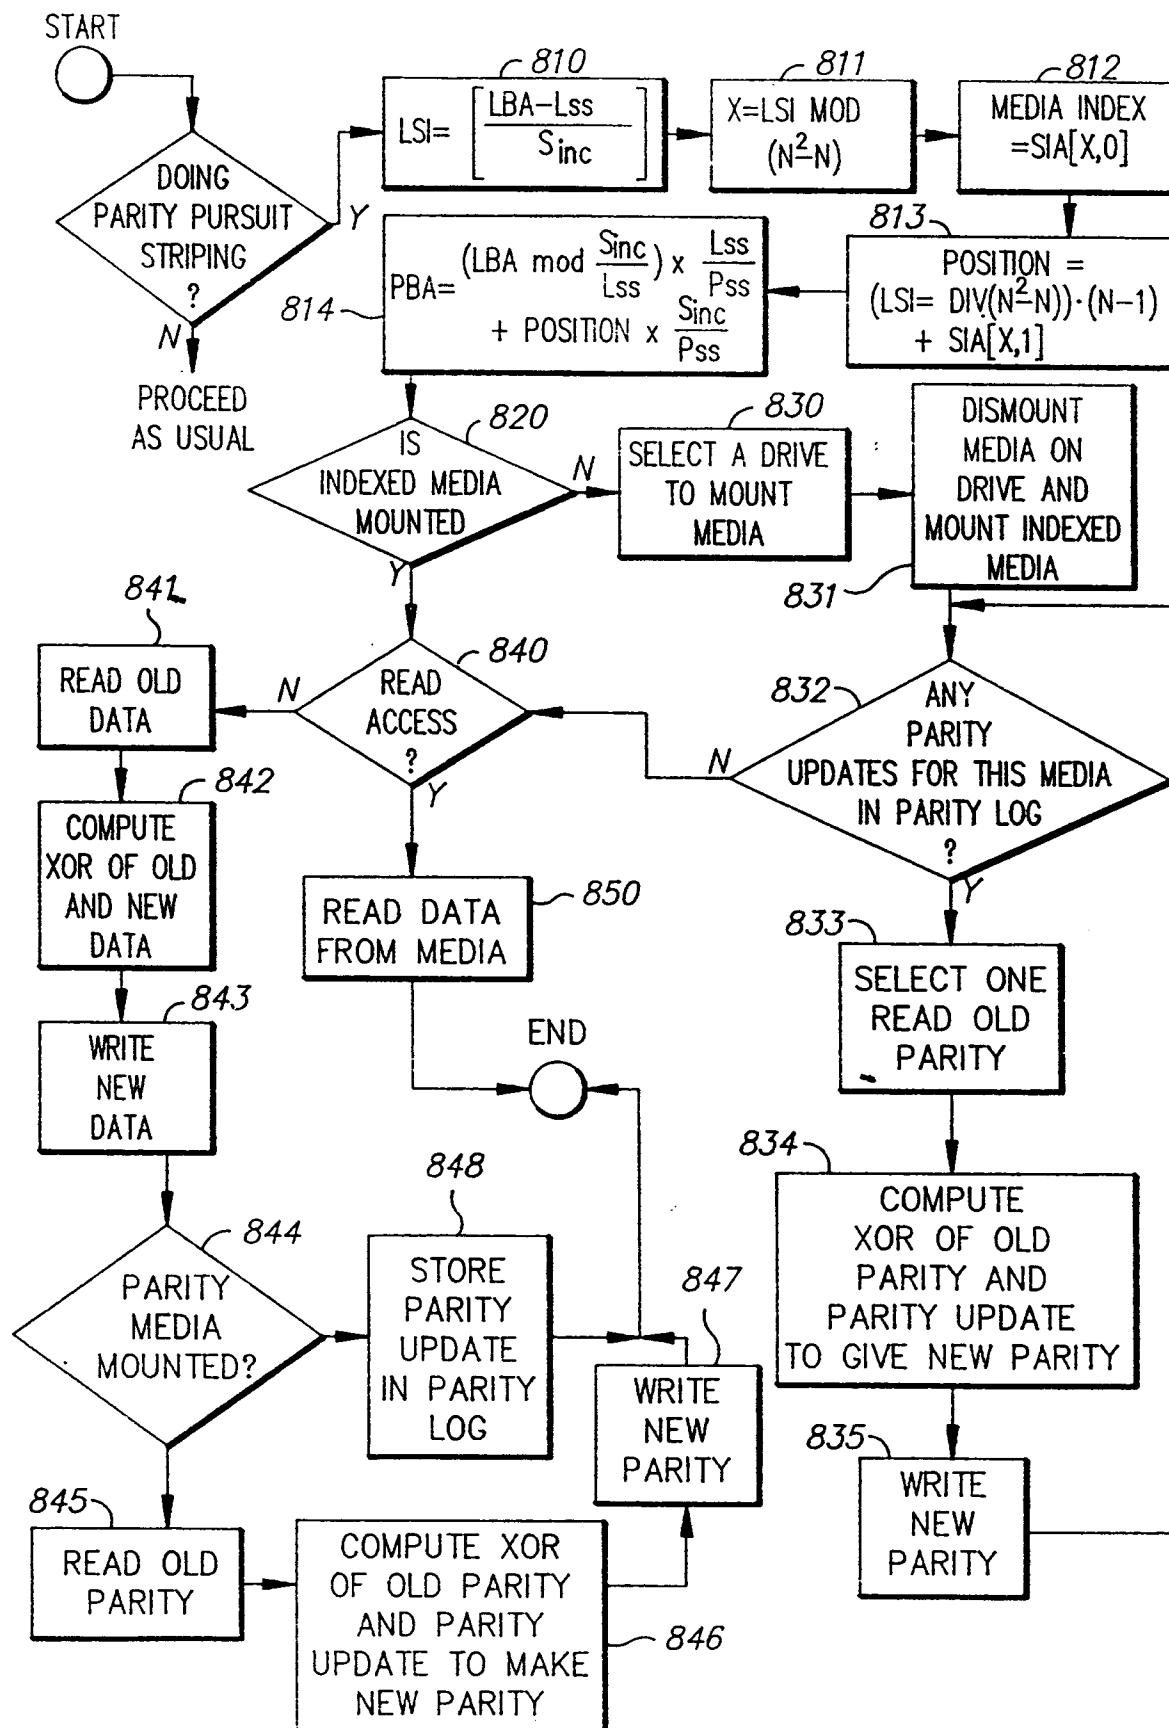 START
DOING
PARITY PURSUIT
STRIPING
?
Y
N
PROCEED
AS USUAL
810
LSI= [ LBA-Lss / Sinc ]
811
X=LSI MOD
(N²-N)
812
MEDIA INDEX
=SIA[X,0]
813
POSITION =
(LSI= DIV(N²-N))·(N-1)
+ SIA[X,1]
814
PBA= (LBA mod Sinc/Lss) x Lss/Pss
+ POSITION x Sinc/Pss
820
IS
INDEXED MEDIA
MOUNTED
N
Y
830
SELECT A DRIVE
TO MOUNT
MEDIA
831
DISMOUNT
MEDIA ON
DRIVE AND
MOUNT INDEXED
MEDIA
832
ANY
PARITY
UPDATES FOR THIS MEDIA
IN PARITY LOG
?
N
Y
833
SELECT ONE
READ OLD
PARITY
834
COMPUTE
XOR OF OLD
PARITY AND
PARITY UPDATE
TO GIVE NEW PARITY
835
WRITE
NEW
PARITY
840
READ
ACCESS
?
N
Y
841
READ OLD
DATA
842
COMPUTE
XOR OF OLD
AND NEW
DATA
843
WRITE
NEW
DATA
844
PARITY
MEDIA
MOUNTED?
845
READ OLD
PARITY
846
COMPUTE XOR
OF OLD PARITY
AND PARITY
UPDATE TO MAKE
NEW PARITY
847
WRITE
NEW
PARITY
848
STORE
PARITY
UPDATE
IN PARITY
LOG
850
READ DATA
FROM MEDIA
END